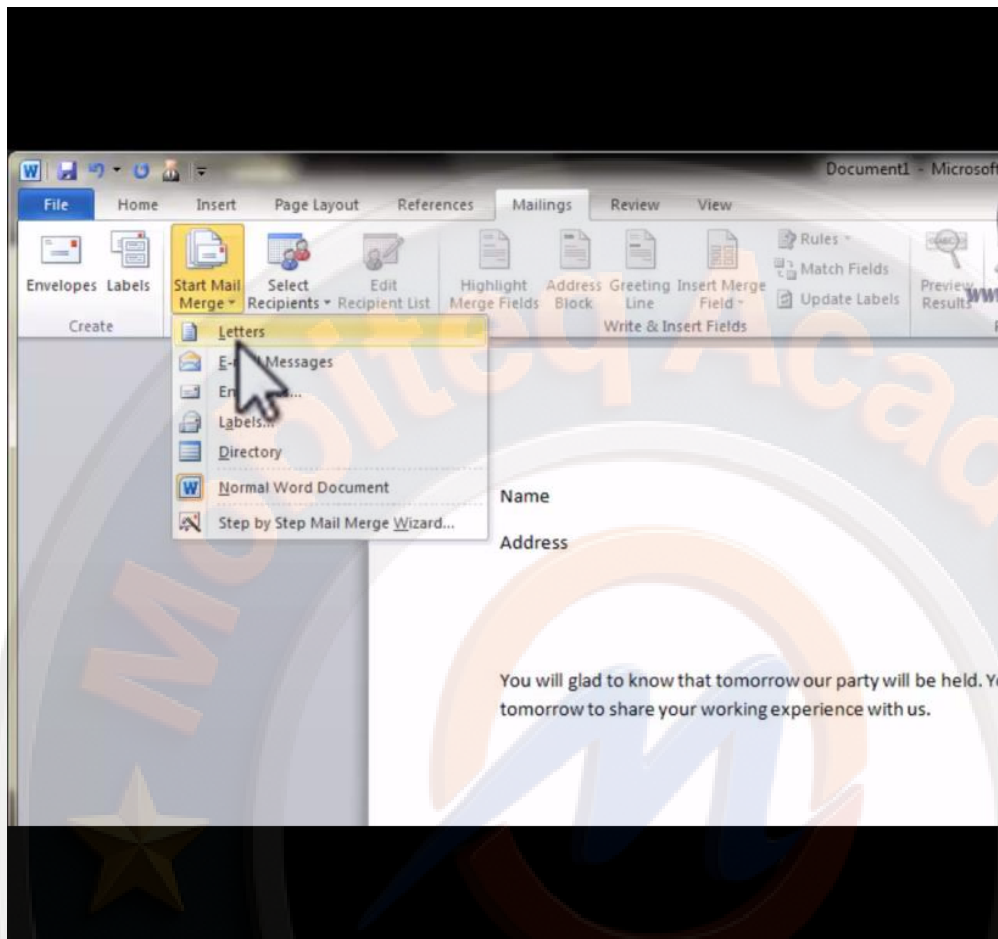 Document1 - Microsoft
File Home Insert Page Layout References Mailings Review View
Envelopes Labels Start Mail Merge Select Recipients Edit Recipient List Highlight Merge Fields Address Block Greeting Line Insert Merge Field Rules Match Fields Update Labels Preview Results
Create Write & Insert Fields
Letters
Messages
Labels...
Directory
Normal Word Document
Step by Step Mail Merge Wizard...
Name
Address
You will glad to know that tomorrow our party will be held.
tomorrow to share your working experience with us.
Mobiteq